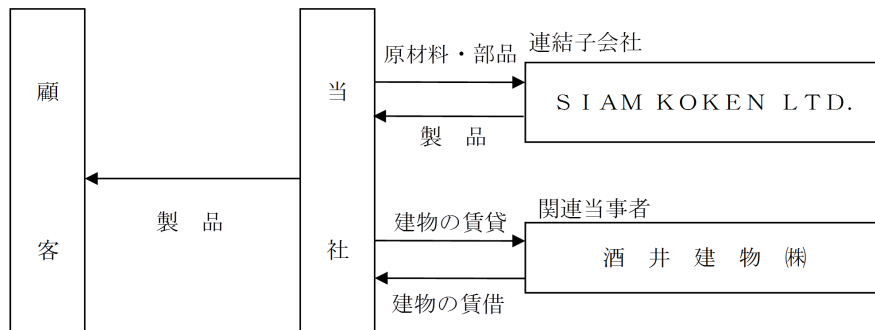 顧客
製品
当社
原材料・部品
連結子会社
ＳＩＡＭ ＫＯＫＥＮ ＬＴＤ.
製品
関連当事者
建物の賃貸
酒井建物㈱
建物の賃借